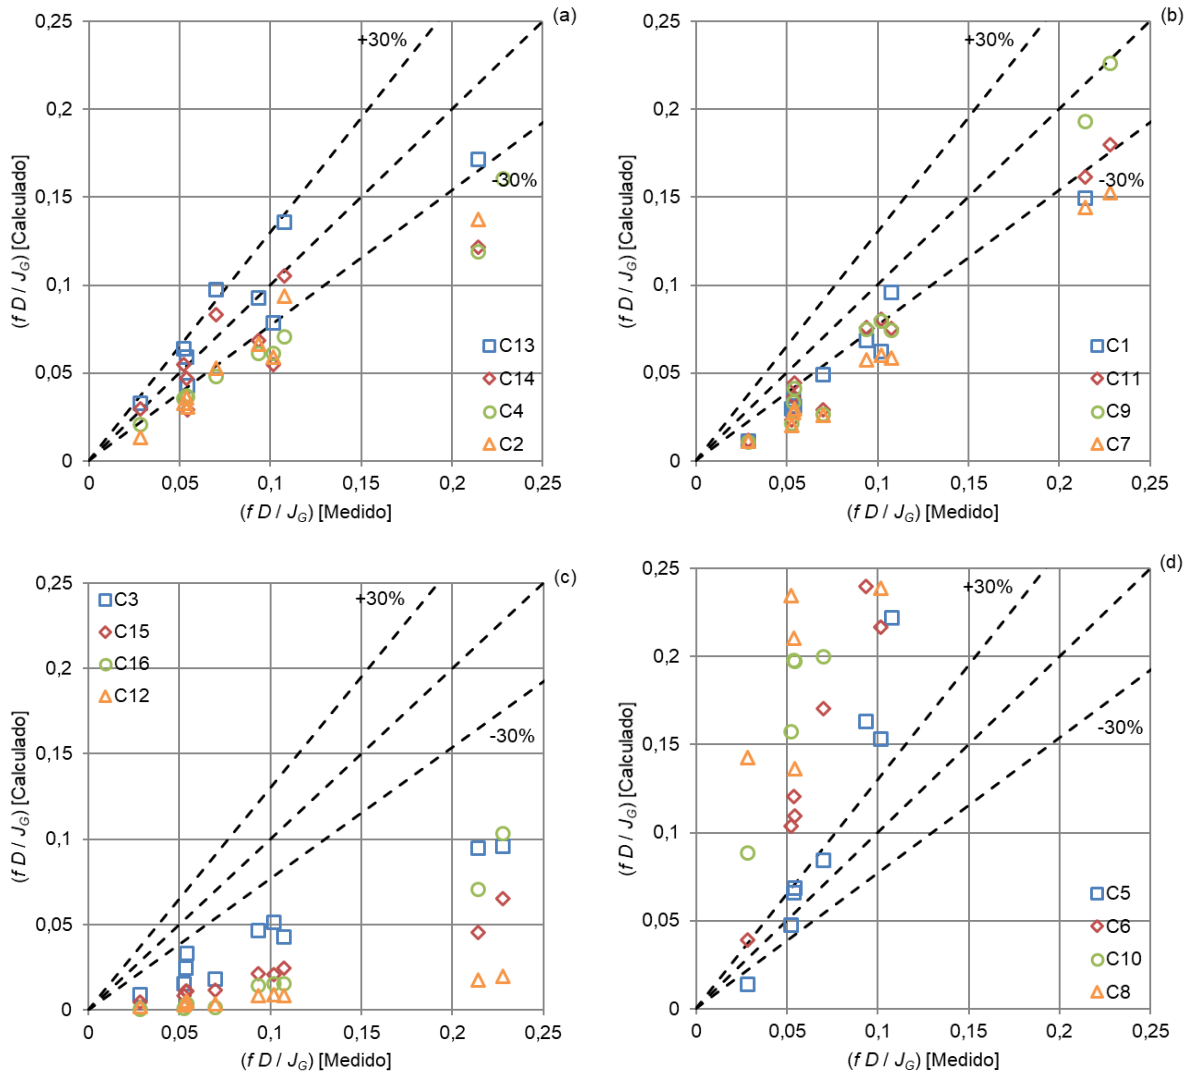 (a)
0,25
0,2
0,15
0,1
0,05
0
(f D / J_G) [Calculado]
+30%
-30%
C13
C14
C4
C2
0
0,05
0,1
0,15
0,2
0,25
(f D / J_G) [Medido]
(b)
0,25
0,2
0,15
0,1
0,05
0
(f D / J_G) [Calculado]
+30%
-30%
C1
C11
C9
C7
0
0,05
0,1
0,15
0,2
0,25
(f D / J_G) [Medido]
(c)
0,25
0,2
0,15
0,1
0,05
0
(f D / J_G) [Calculado]
C3
C15
C16
C12
+30%
-30%
0
0,05
0,1
0,15
0,2
0,25
(f D / J_G) [Medido]
(d)
0,25
0,2
0,15
0,1
0,05
0
(f D / J_G) [Calculado]
+30%
-30%
C5
C6
C10
C8
0
0,05
0,1
0,15
0,2
0,25
(f D / J_G) [Medido]